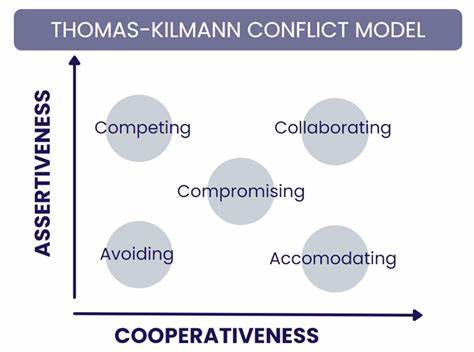 THOMAS-KILMANN CONFLICT MODEL
ASSERTIVENESS
Competing
Collaborating
Compromising
Avoiding
Accomodating
COOPERATIVENESS